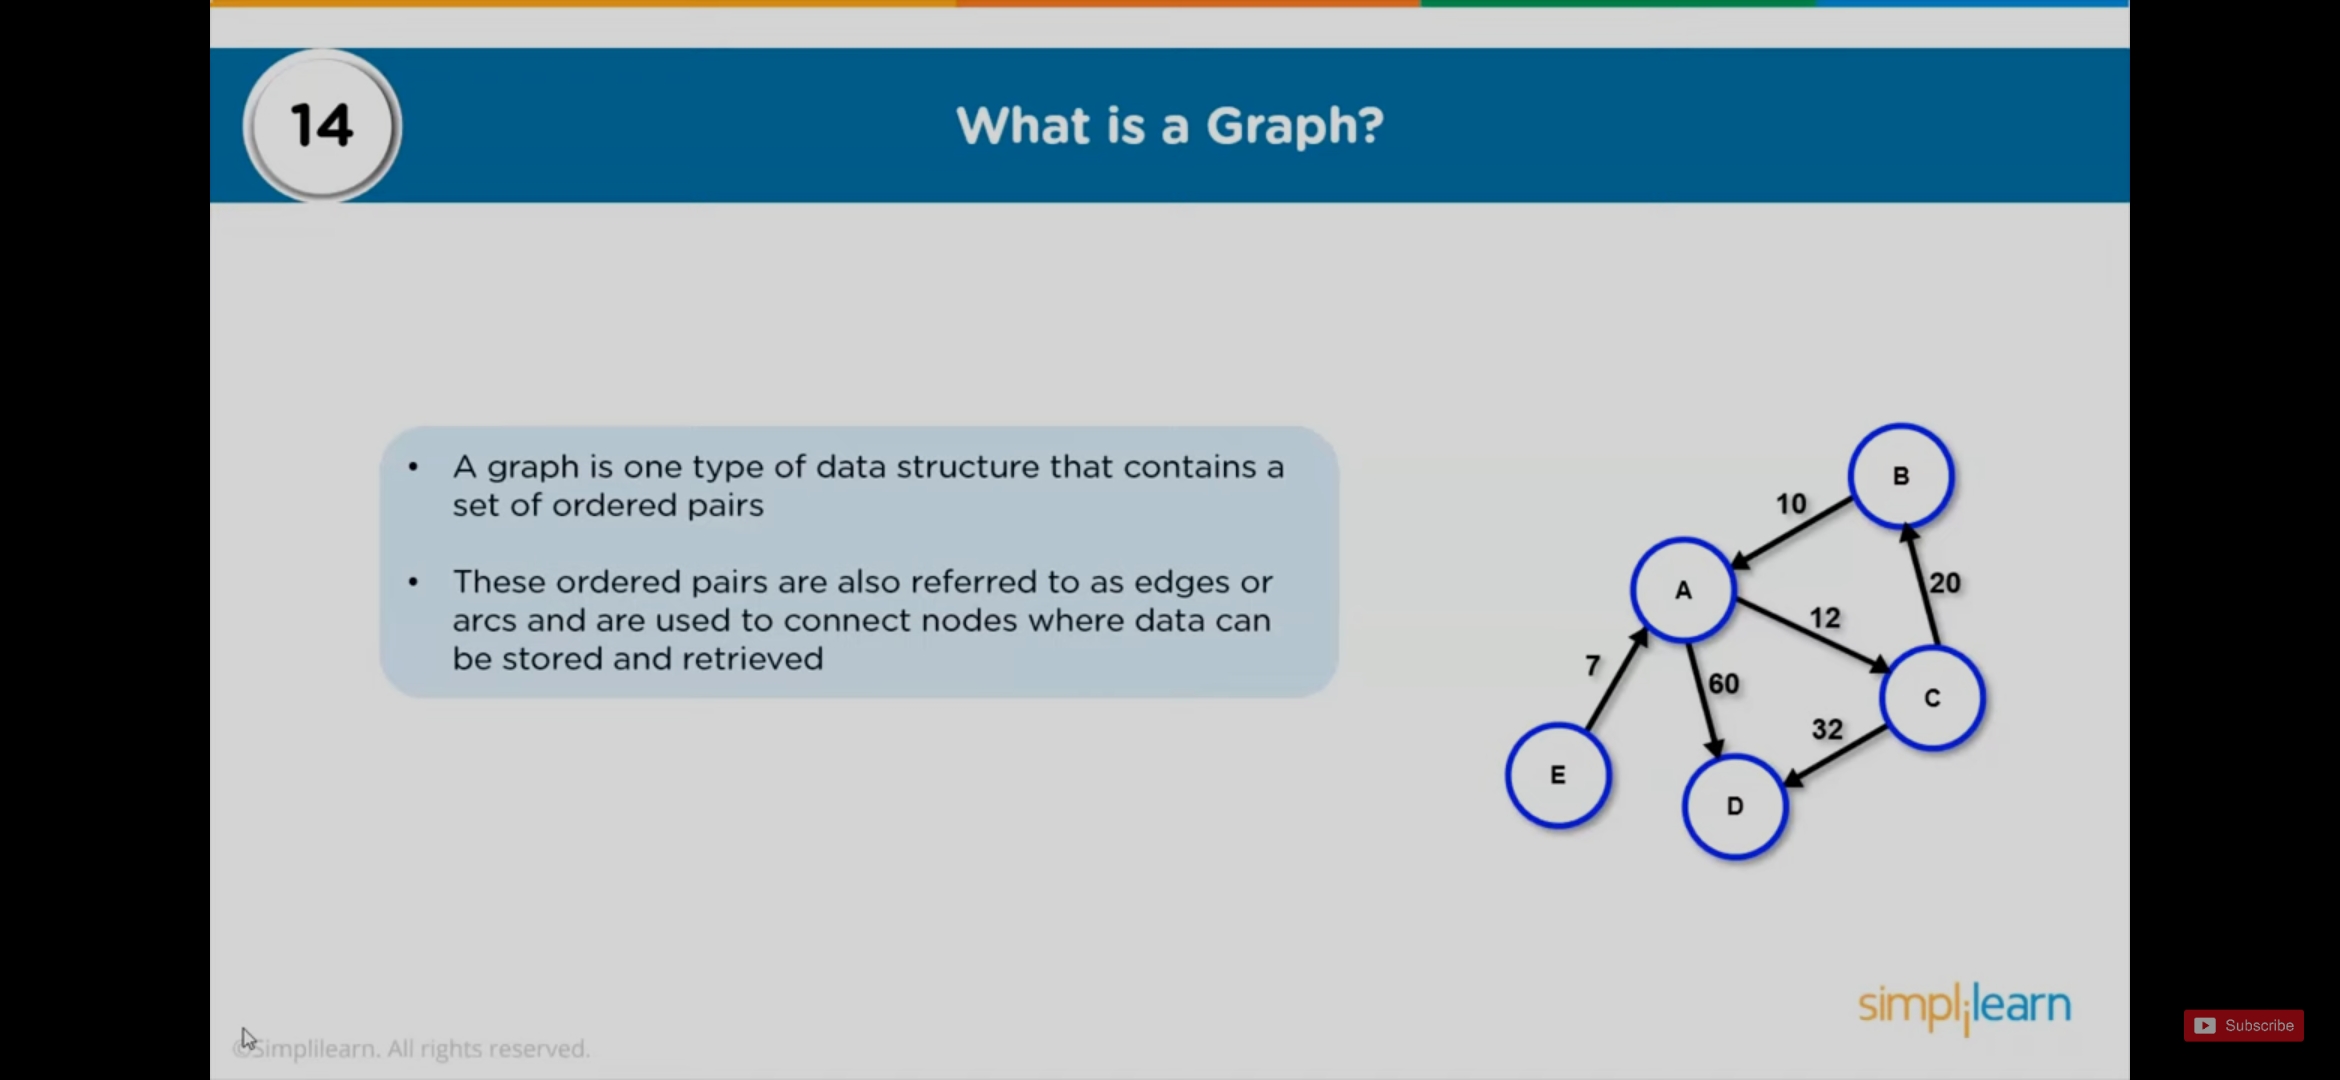 14
What is a Graph?
• A graph is one type of data structure that contains a
set of ordered pairs
• These ordered pairs are also referred to as edges or
arcs and are used to connect nodes where data can
be stored and retrieved
B
10
A
20
12
7
60
C
32
E
D
simplilearn
©Simplilearn. All rights reserved.
Subscribe